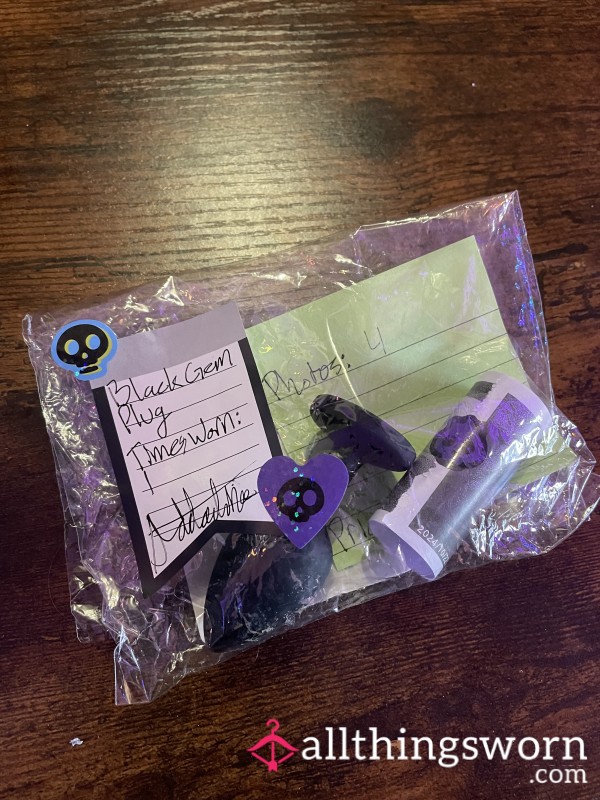 Black Gem
Plug
Times Worn:
1
Photos: 4
allthingsworn
.com